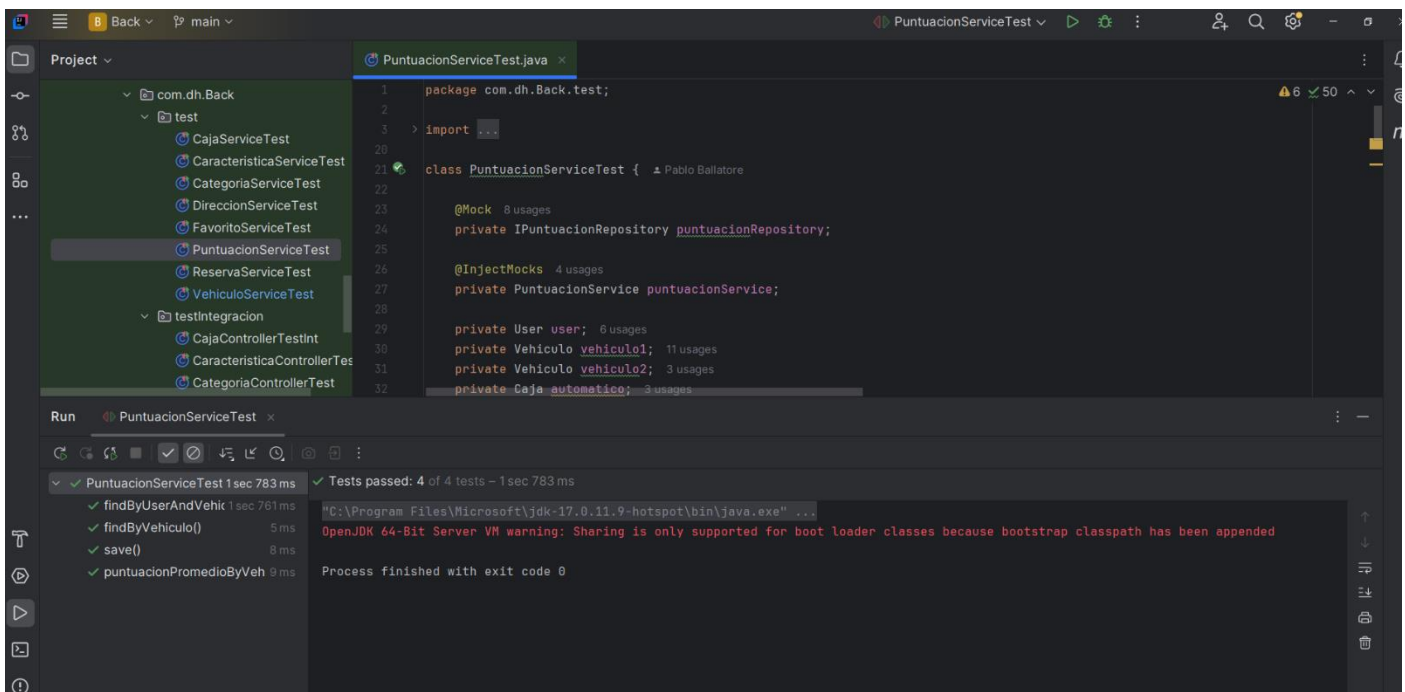 B Back main PuntuacionServiceTest
Project
PuntuacionServiceTest.java
com.dh.Back
test
CajaServiceTest
CaracteristicaServiceTest
CategoriaServiceTest
DireccionServiceTest
FavoritoServiceTest
PuntuacionServiceTest
ReservaServiceTest
VehiculoServiceTest
testIntegracion
CajaControllerTestInt
CaracteristicaControllerTes
CategoriaControllerTest
6 50
1 package com.dh.Back.test;
2
3 > import ...
20
21 class PuntuacionServiceTest { Pablo Ballatore
22
23 @Mock 8 usages
24 private IPuntuacionRepository puntuacionRepository;
25
26 @InjectMocks 4 usages
27 private PuntuacionService puntuacionService;
28
29 private User user; 6 usages
30 private Vehiculo vehiculo1; 11 usages
31 private Vehiculo vehiculo2; 3 usages
32 private Caja automatico; 3 usages
Run PuntuacionServiceTest
PuntuacionServiceTest 1 sec 783 ms
findByUserAndVehic 1 sec 761 ms
findByVehiculo() 5 ms
save() 8 ms
puntuacionPromedioByVeh 9 ms
Tests passed: 4 of 4 tests – 1 sec 783 ms
"C:\Program Files\Microsoft\jdk-17.0.11.9-hotspot\bin\java.exe" ...
OpenJDK 64-Bit Server VM warning: Sharing is only supported for boot loader classes because bootstrap classpath has been appended
Process finished with exit code 0